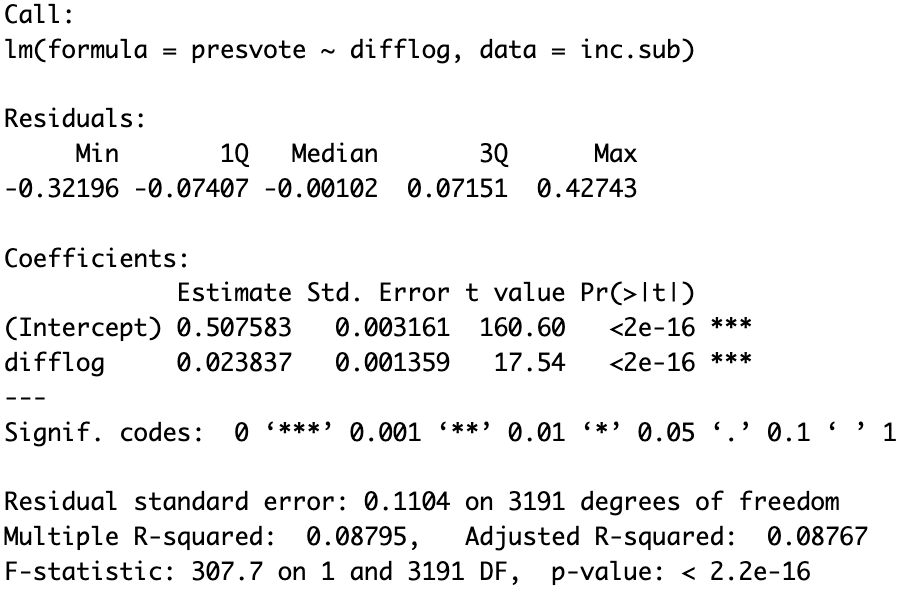 Call:
lm(formula = presvote ~ difflog, data = inc.sub)
Residuals:
     Min       1Q   Median       3Q      Max
-0.32196 -0.07407 -0.00102  0.07151  0.42743
Coefficients:
            Estimate Std. Error t value Pr(>|t|)
(Intercept) 0.507583   0.003161  160.60   <2e-16 ***
difflog     0.023837   0.001359   17.54   <2e-16 ***
---
Signif. codes:  0 ‘***’ 0.001 ‘**’ 0.01 ‘*’ 0.05 ‘.’ 0.1 ‘ ’ 1
Residual standard error: 0.1104 on 3191 degrees of freedom
Multiple R-squared:  0.08795,   Adjusted R-squared:  0.08767
F-statistic: 307.7 on 1 and 3191 DF,  p-value: < 2.2e-16